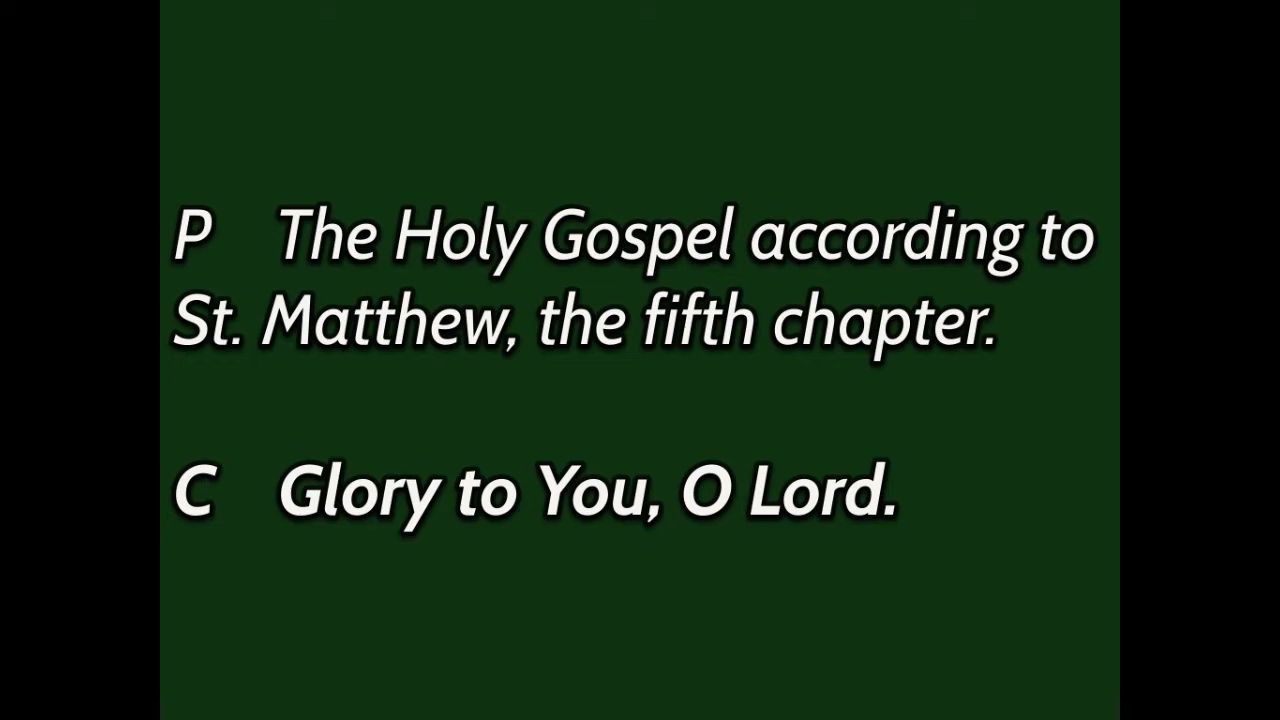 P The Holy Gospel according to
St. Matthew, the fifth chapter.
C Glory to You, O Lord.